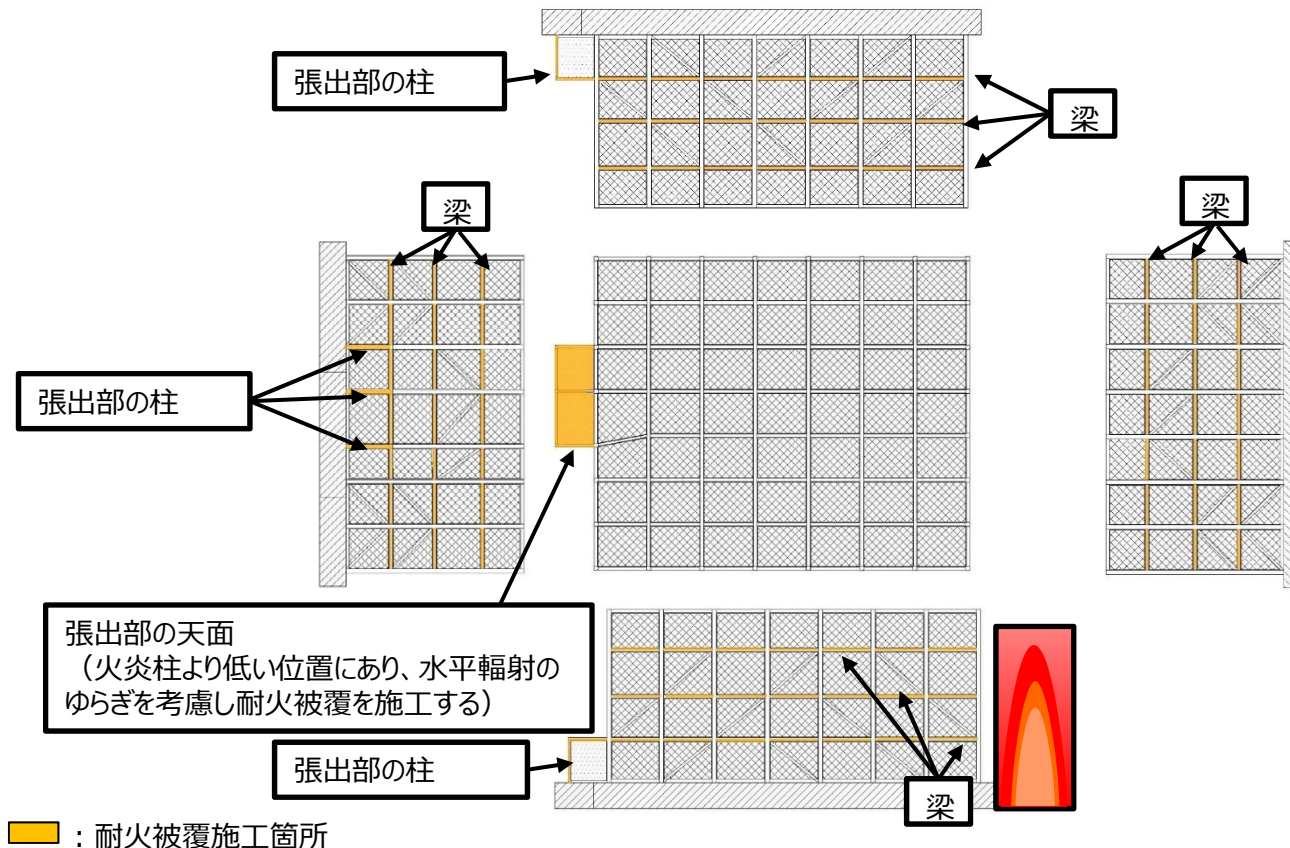 張出部の柱
梁
梁
梁
張出部の柱
張出部の天面
（火炎柱より低い位置にあり、水平輻射の
ゆらぎを考慮し耐火被覆を施工する）
張出部の柱
梁
：耐火被覆施工箇所